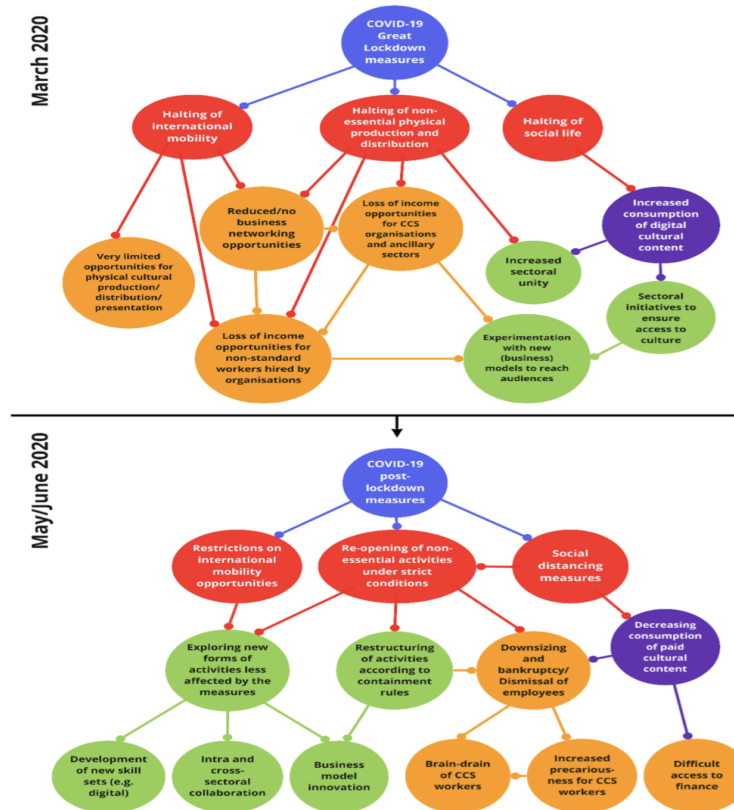 March 2020
COVID-19
Great
Lockdown
measures
Halting of
international
mobility
Halting of non-
essential physical
production and
distribution
Halting of
social life
Reduced/no
business
networking
opportunities
Loss of income
opportunities
for CCS
organisations
and ancillary
sectors
Increased
consumption
of digital
cultural
content
Very limited
opportunities for
physical cultural
production/
distribution/
presentation
Increased
sectoral
unity
Sectoral
initiatives to
ensure
access to
culture
Loss of income
opportunities for
non-standard
workers hired by
organisations
Experimentation
with new
(business)
models to reach
audiences
May/June 2020
COVID-19
post-
lockdown
measures
Restrictions on
international
mobility
opportunities
Re-opening of non-
essential activities
under strict
conditions
Social
distancing
measures
Exploring new
forms of
activities less
affected by the
measures
Restructuring
of activities
according to
containment
rules
Downsizing
and
bankruptcy/
Dismissal of
employees
Decreasing
consumption
of paid
cultural
content
Development
of new skill
sets (e.g.
digital)
Intra and
cross-
sectoral
collaboration
Business
model
innovation
Brain-drain
of CCS
workers
Increased
precarious-
ness for CCS
workers
Difficult
access to
finance